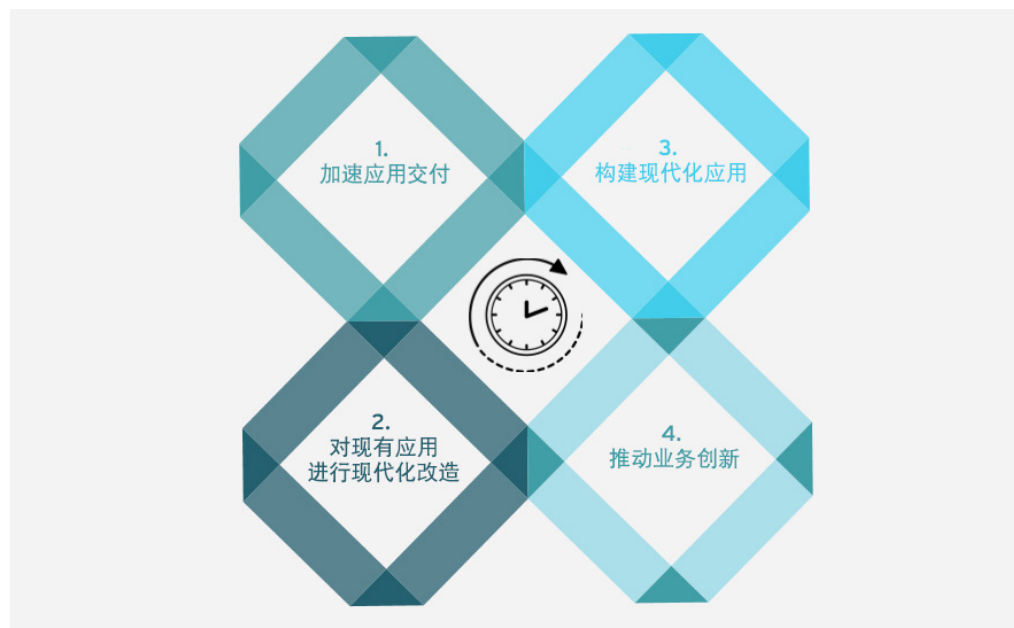 1.
加速应用交付
2.
对现有应用
进行现代化改造
3.
构建现代化应用
4.
推动业务创新